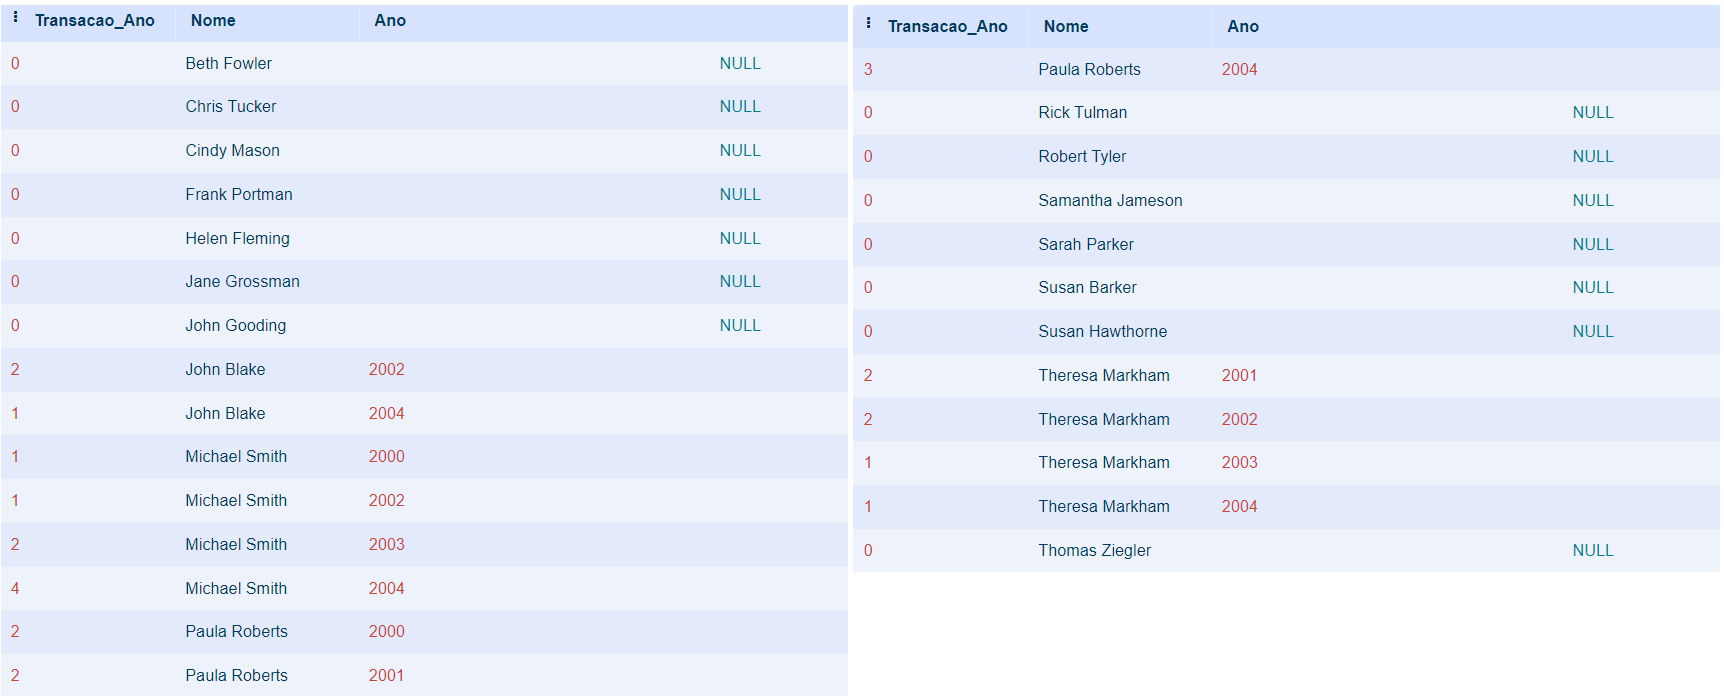 Transacao_Ano Nome Ano
0 Beth Fowler NULL
0 Chris Tucker NULL
0 Cindy Mason NULL
0 Frank Portman NULL
0 Helen Fleming NULL
0 Jane Grossman NULL
0 John Gooding NULL
2 John Blake 2002
1 John Blake 2004
1 Michael Smith 2000
1 Michael Smith 2002
2 Michael Smith 2003
4 Michael Smith 2004
2 Paula Roberts 2000
2 Paula Roberts 2001
Transacao_Ano Nome Ano
3 Paula Roberts 2004
0 Rick Tulman NULL
0 Robert Tyler NULL
0 Samantha Jameson NULL
0 Sarah Parker NULL
0 Susan Barker NULL
0 Susan Hawthorne NULL
2 Theresa Markham 2001
2 Theresa Markham 2002
1 Theresa Markham 2003
1 Theresa Markham 2004
0 Thomas Ziegler NULL